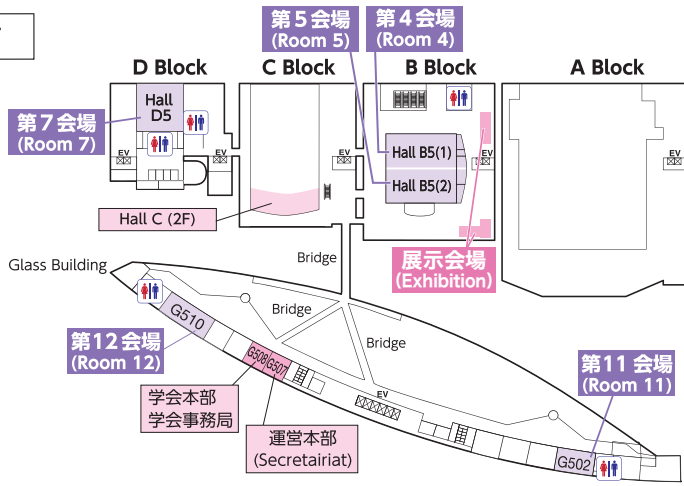 第5会場
(Room 5)
第4会場
(Room 4)
D Block
C Block
B Block
A Block
Hall
D5
第7会場
(Room 7)
EV
EV
EV
EV
Hall B5(1)
Hall B5(2)
Hall C (2F)
展示会場
(Exhibition)
Bridge
Glass Building
Bridge
Bridge
G510
第12会場
(Room 12)
G508
G507
学会本部
学会事務局
運営本部
(Secretairiat)
EV
第11会場
(Room 11)
G502